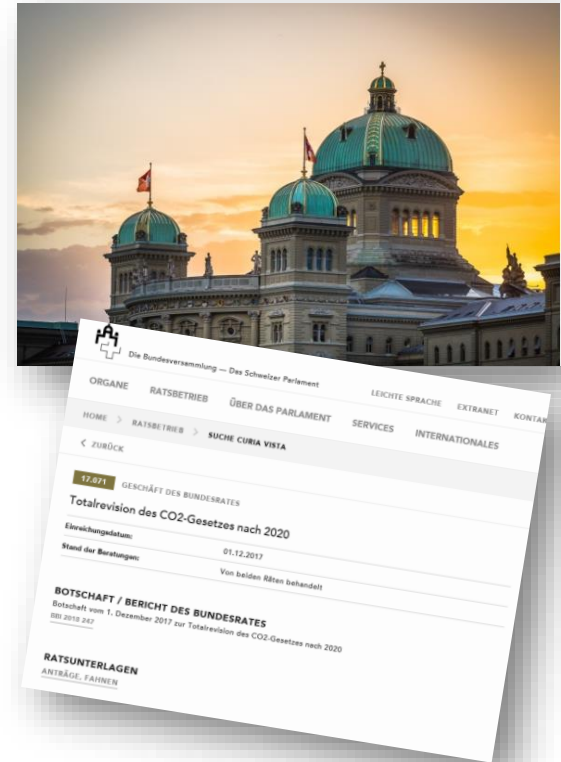 Die Bundesversammlung — Das Schweizer Parlament
LEICHTE SPRACHE EXTRANET KONTAK
ORGANE RATSBETRIEB ÜBER DAS PARLAMENT SERVICES INTERNATIONALES
HOME > RATSBETRIEB > SUCHE CURIA VISTA
< ZURÜCK
17.071 GESCHÄFT DES BUNDESRATES
Totalrevision des CO2-Gesetzes nach 2020
Einreichungsdatum: 01.12.2017
Stand der Beratungen: Von beiden Räten behandelt
BOTSCHAFT / BERICHT DES BUNDESRATES
Botschaft vom 1. Dezember 2017 zur Totalrevision des CO2-Gesetzes nach 2020
BBl 2018 247
RATSUNTERLAGEN
ANTRÄGE, FAHNEN